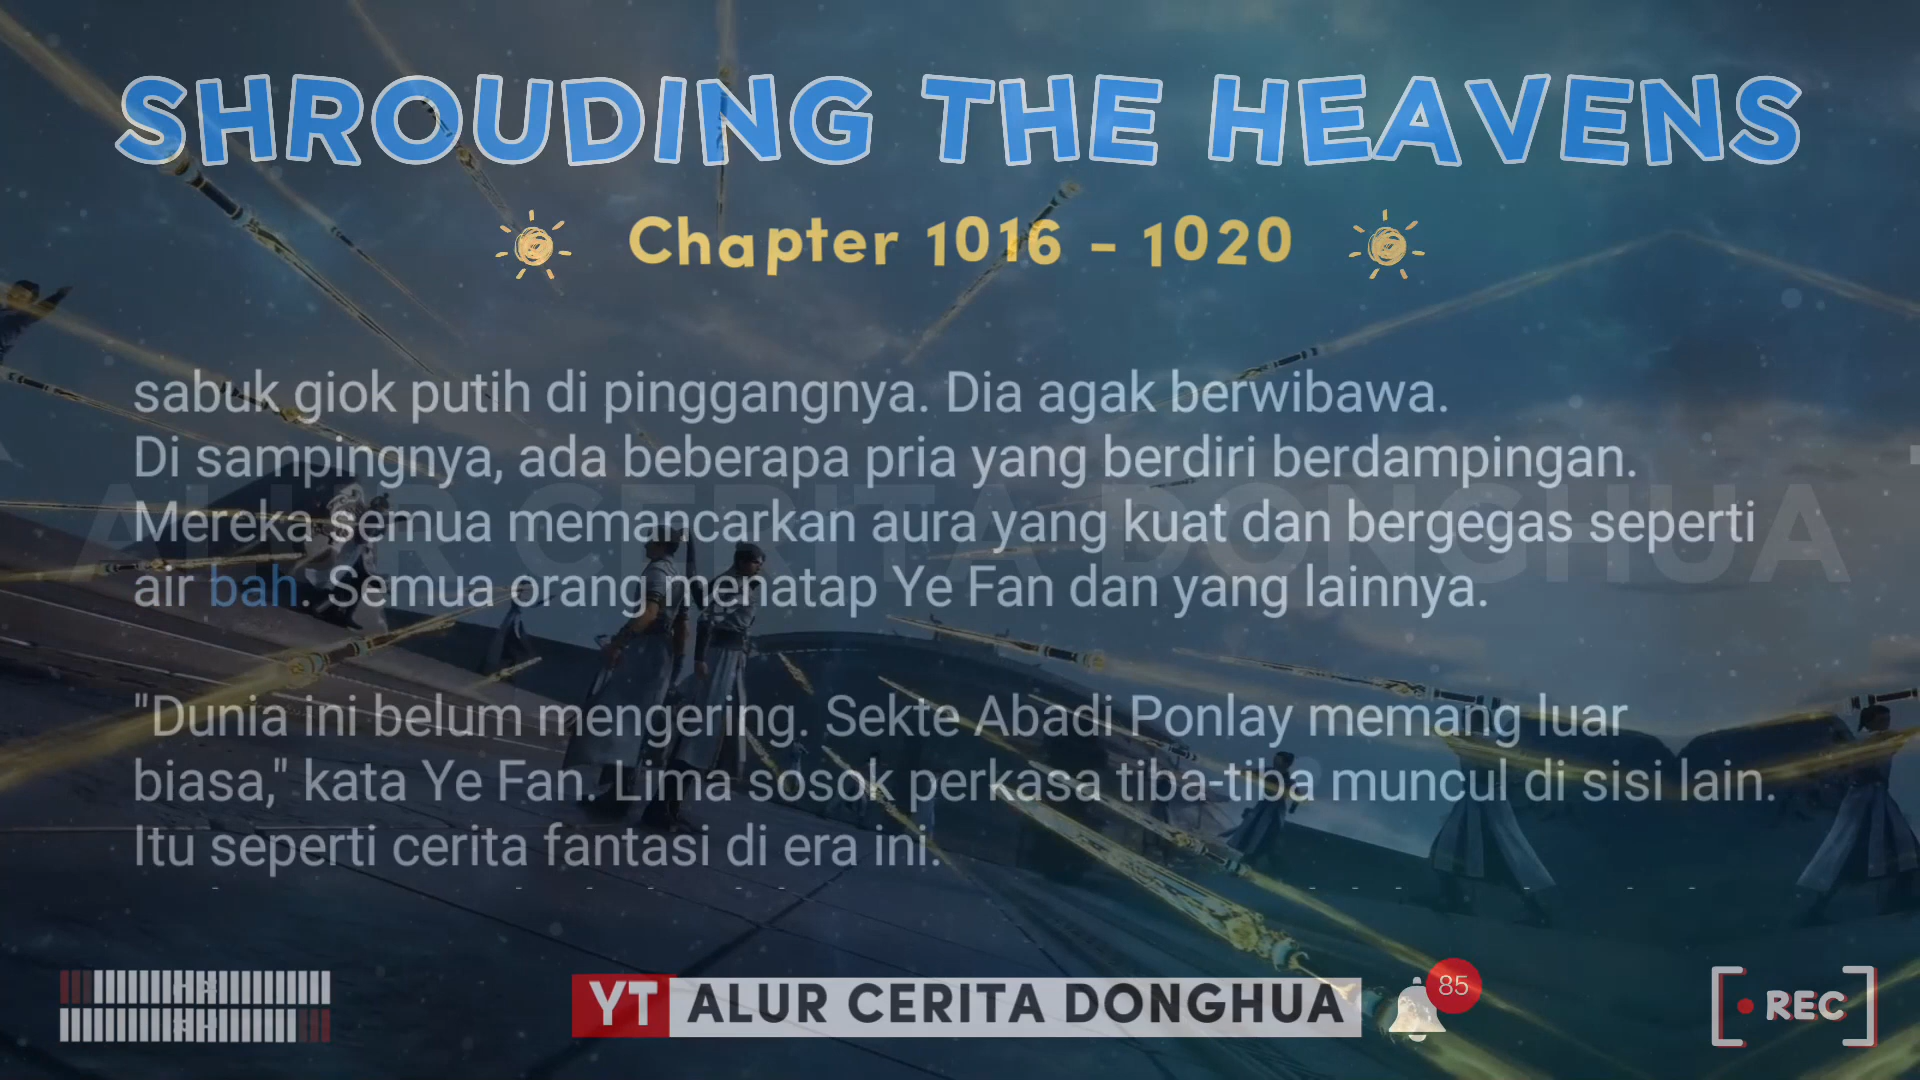 SHROUDING THE HEAVENS
Chapter 1016 - 1020
sabuk giok putih di pinggangnya. Dia agak berwibawa.
Di sampingnya, ada beberapa pria yang berdiri berdampingan.
Mereka semua memancarkan aura yang kuat dan bergegas seperti
air bah. Semua orang menatap Ye Fan dan yang lainnya.
ALUR CERITA DONGHUA
"Dunia ini belum mengering. Sekte Abadi Ponlay memang luar
biasa," kata Ye Fan. Lima sosok perkasa tiba-tiba muncul di sisi lain.
Itu seperti cerita fantasi di era ini.
YT ALUR CERITA DONGHUA
85
REC